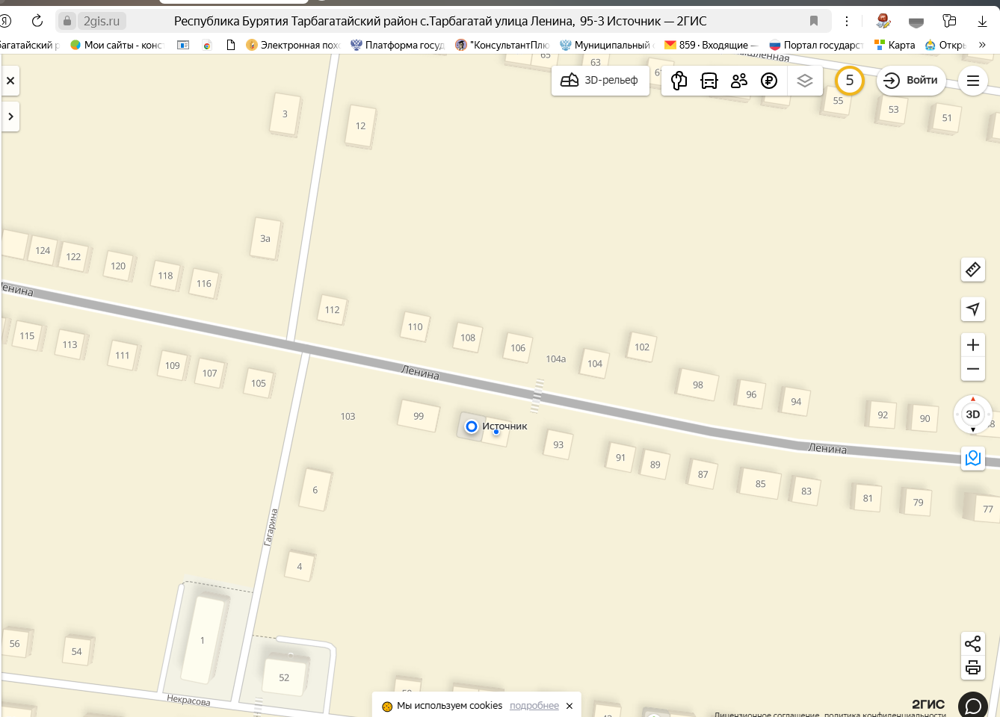 2gis.ru
Республика Бурятия Тарбагатайский район с.Тарбагатай улица Ленина, 95-3 Источник — 2ГИС
багатайский р
Мои сайты - конс
Электронная пох
Платформа госуд
"КонсультантПлю
Муниципальный
859 · Входящие —
Портал государст
Карта
Откры
»
65
63
61
3D-рельеф
5
Войти
55
53
51
3
12
3а
124
122
120
118
116
Ленина
112
110
108
106
104а
104
102
98
96
94
92
90
115
113
111
109
107
105
Ленина
103
99
Источник
93
91
89
87
85
83
81
79
77
Ленина
3D
6
Гагарина
4
1
56
54
52
Некрасова
50
Мы используем cookies подробнее
2ГИС
Лицензионное соглашение, политика конфиденциальности